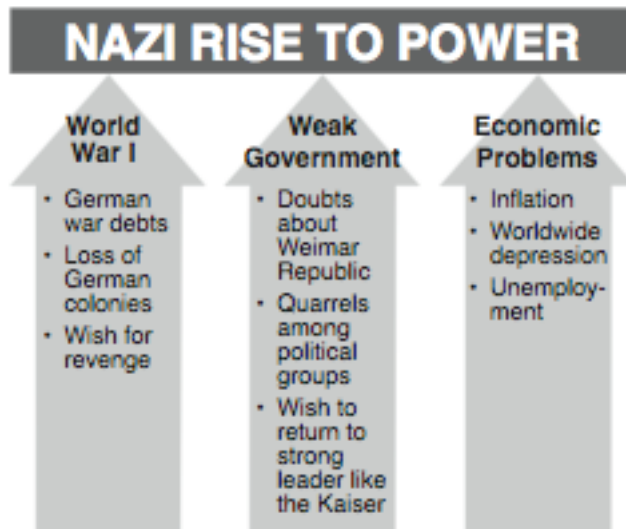 NAZI RISE TO POWER
World
War I
• German
war debts
• Loss of
German
colonies
• Wish for
revenge
Weak
Government
• Doubts
about
Weimar
Republic
• Quarrels
among
political
groups
• Wish to
return to
strong
leader like
the Kaiser
Economic
Problems
• Inflation
• Worldwide
depression
• Unemploy-
ment